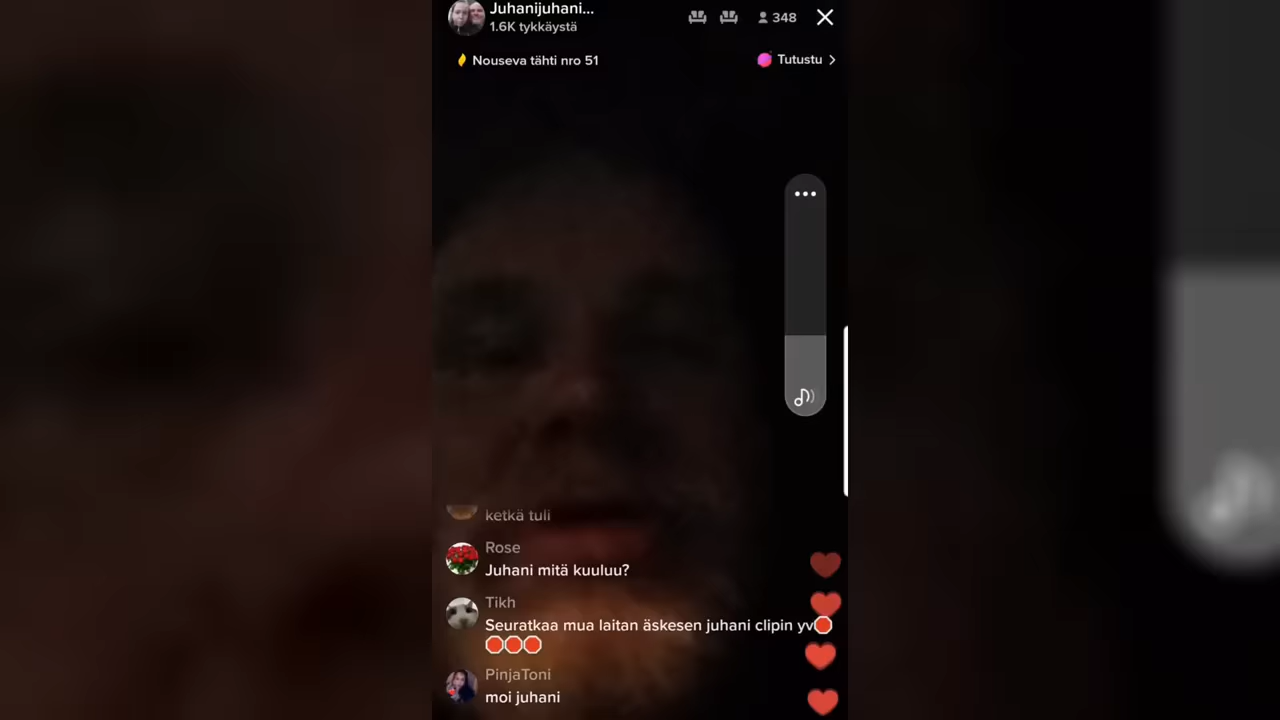 Juhanijuhani...
1.6K tykkäystä
348
Nouseva tähti nro 51
Tutustu
ketkä tuli
Rose
Juhani mitä kuuluu?
Tikh
Seuratkaa mua laitan äskesen juhani clipin yv
PinjaToni
moi juhani